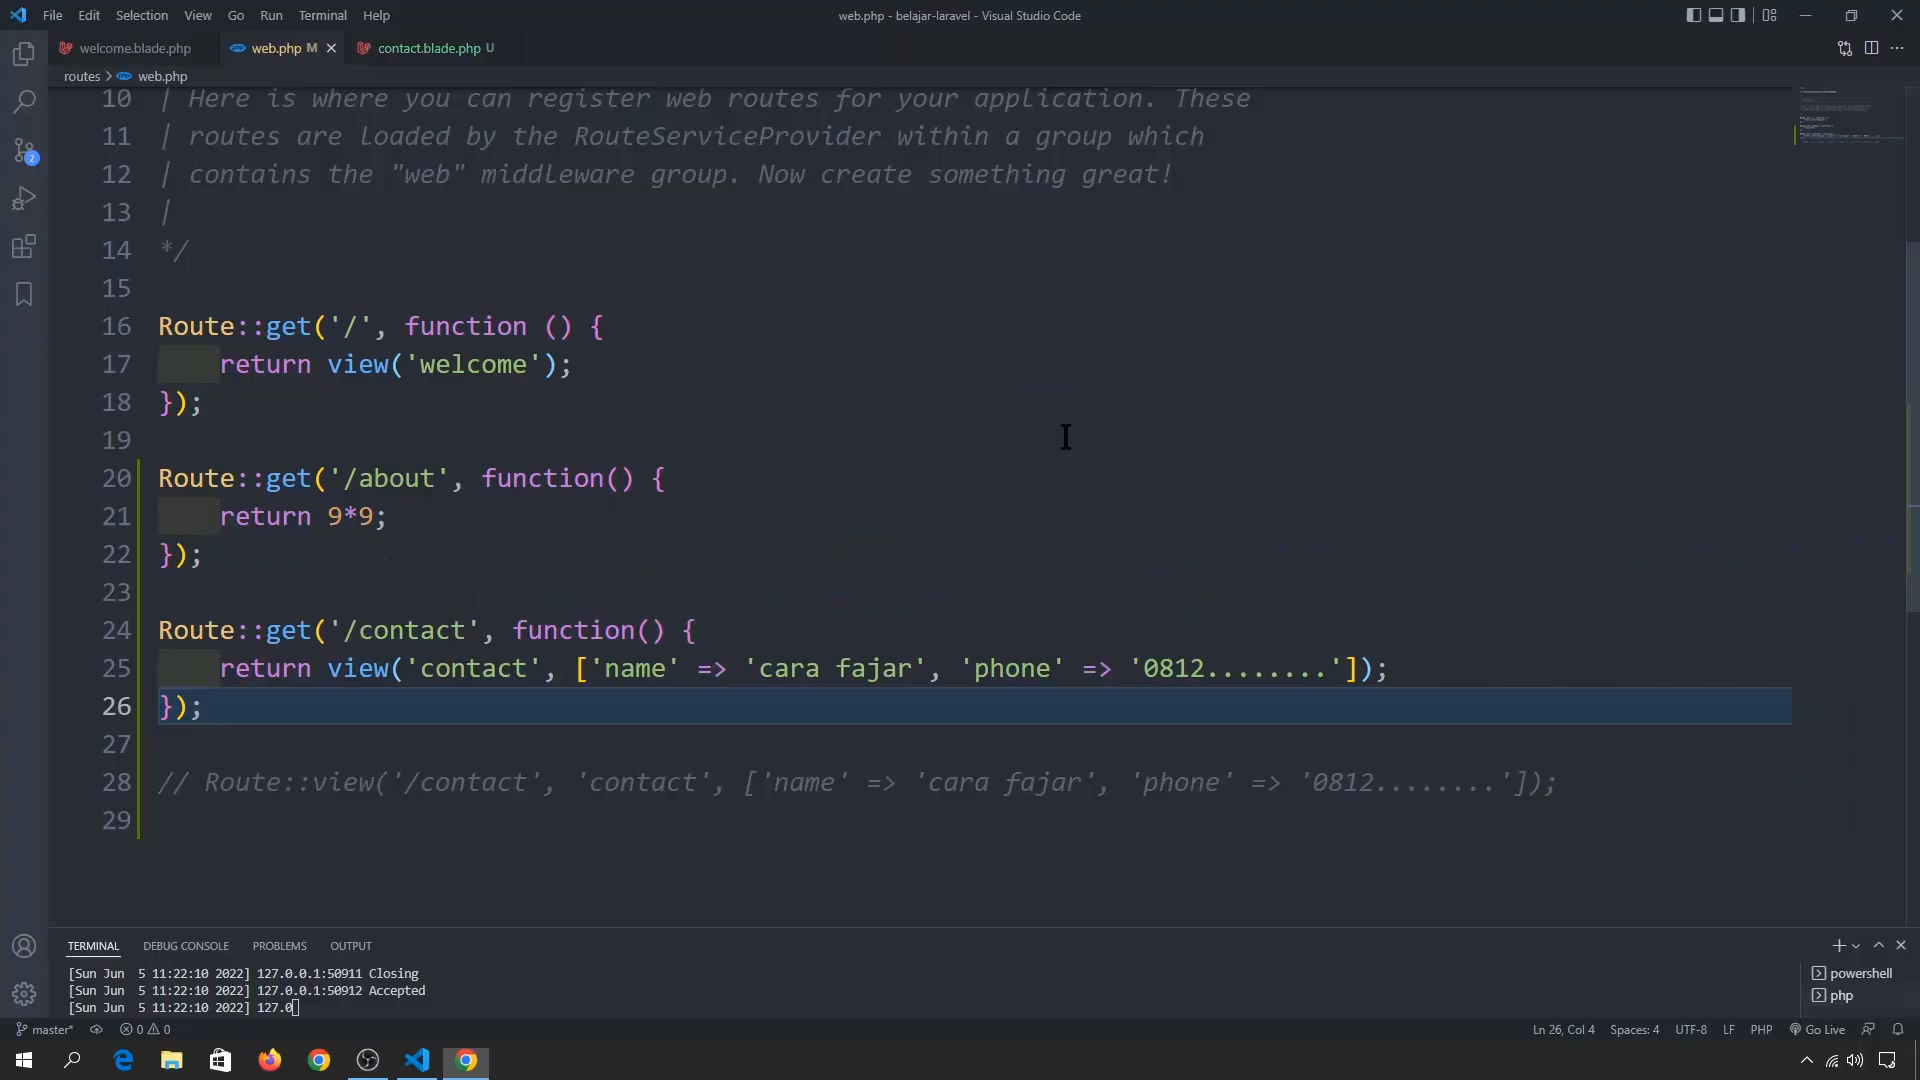 File Edit Selection View Go Run Terminal Help
web.php - belajar-laravel - Visual Studio Code
welcome.blade.php
web.php M
contact.blade.php U
routes > web.php
10 | Here is where you can register web routes for your application. These
11 | routes are loaded by the RouteServiceProvider within a group which
12 | contains the "web" middleware group. Now create something great!
13 |
14 */
15
16 Route::get('/', function () {
17 return view('welcome');
18 });
19
20 Route::get('/about', function() {
21 return 9*9;
22 });
23
24 Route::get('/contact', function() {
25 return view('contact', ['name' => 'cara fajar', 'phone' => '0812........']);
26 });
27
28 // Route::view('/contact', 'contact', ['name' => 'cara fajar', 'phone' => '0812........']);
29
2
TERMINAL DEBUG CONSOLE PROBLEMS OUTPUT
[Sun Jun  5 11:22:10 2022] 127.0.0.1:50911 Closing
[Sun Jun  5 11:22:10 2022] 127.0.0.1:50912 Accepted
[Sun Jun  5 11:22:10 2022] 127.0
powershell
php
master* 0 0 Ln 26, Col 4 Spaces: 4 UTF-8 LF PHP Go Live